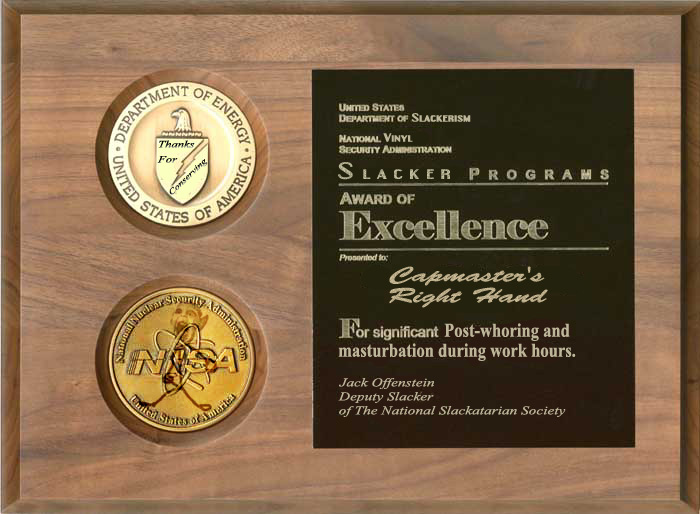 DEPARTMENT OF ENERGY
UNITED STATES OF AMERICA
Thanks
For
Conserving
National Nuclear Security Administration
NNSA
United States of America
UNITED STATES
DEPARTMENT OF SLACKERISM
NATIONAL VINYL
SECURITY ADMINISTRATION
SLACKER PROGRAMS
AWARD OF
Excellence
Presented to:
Capmaster's
Right Hand
For significant Post-whoring and
masturbation during work hours.
Jack Offenstein
Deputy Slacker
of The National Slackatarian Society